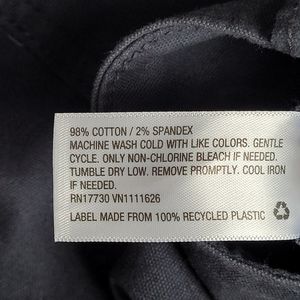 98% COTTON / 2% SPANDEX
MACHINE WASH COLD WITH LIKE COLORS. GENTLE
CYCLE. ONLY NON-CHLORINE BLEACH IF NEEDED.
TUMBLE DRY LOW. REMOVE PROMPTLY. COOL IRON
IF NEEDED.
RN17730 VN1111626
LABEL MADE FROM 100% RECYCLED PLASTIC